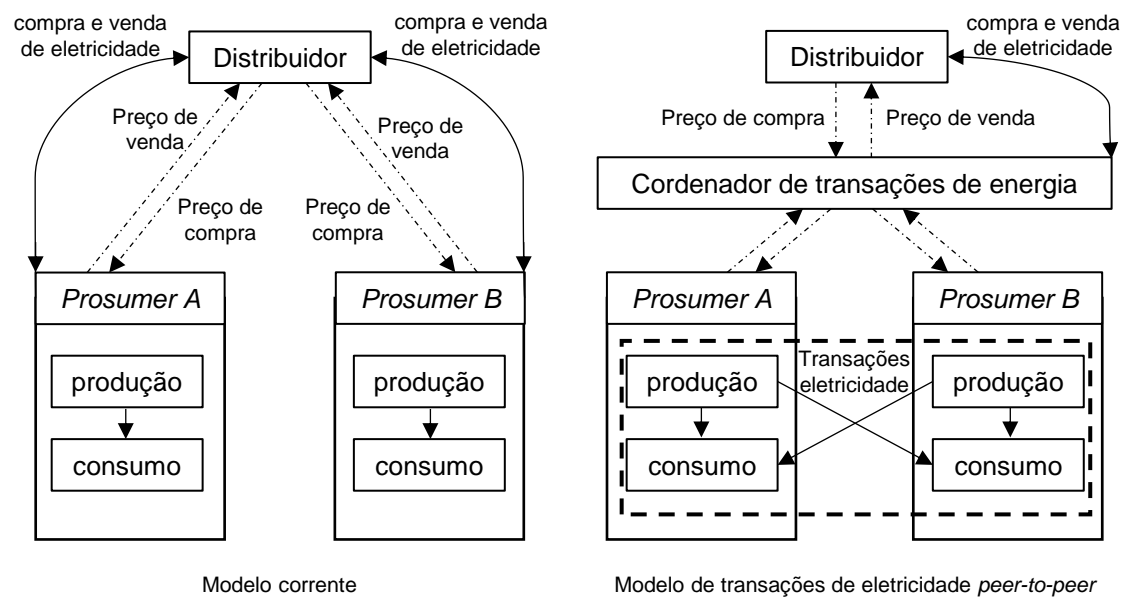 compra e venda
de eletricidade
Distribuidor
compra e venda
de eletricidade
Preço de
venda
Preço de
venda
Preço de
compra
Preço de
compra
Prosumer A
Prosumer B
produção
produção
consumo
consumo
Modelo corrente
compra e venda
de eletricidade
Distribuidor
Preço de compra
Preço de venda
Cordenador de transações de energia
Prosumer A
Prosumer B
Transações
eletricidade
produção
produção
consumo
consumo
Modelo de transações de eletricidade peer-to-peer